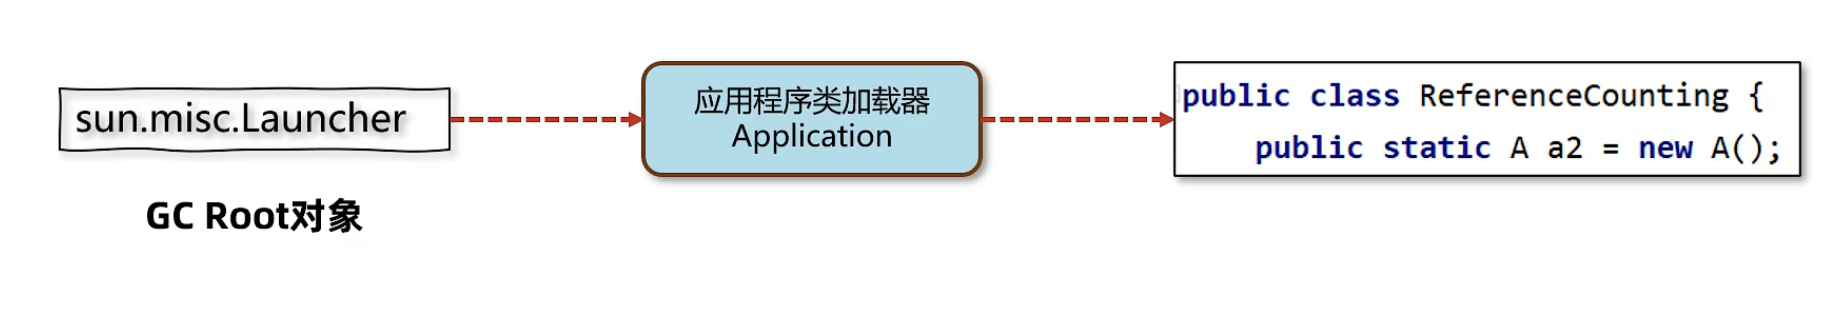 sun.misc.Launcher
GC Root对象
应用程序类加载器
Application
public class ReferenceCounting {
public static A a2 = new A();